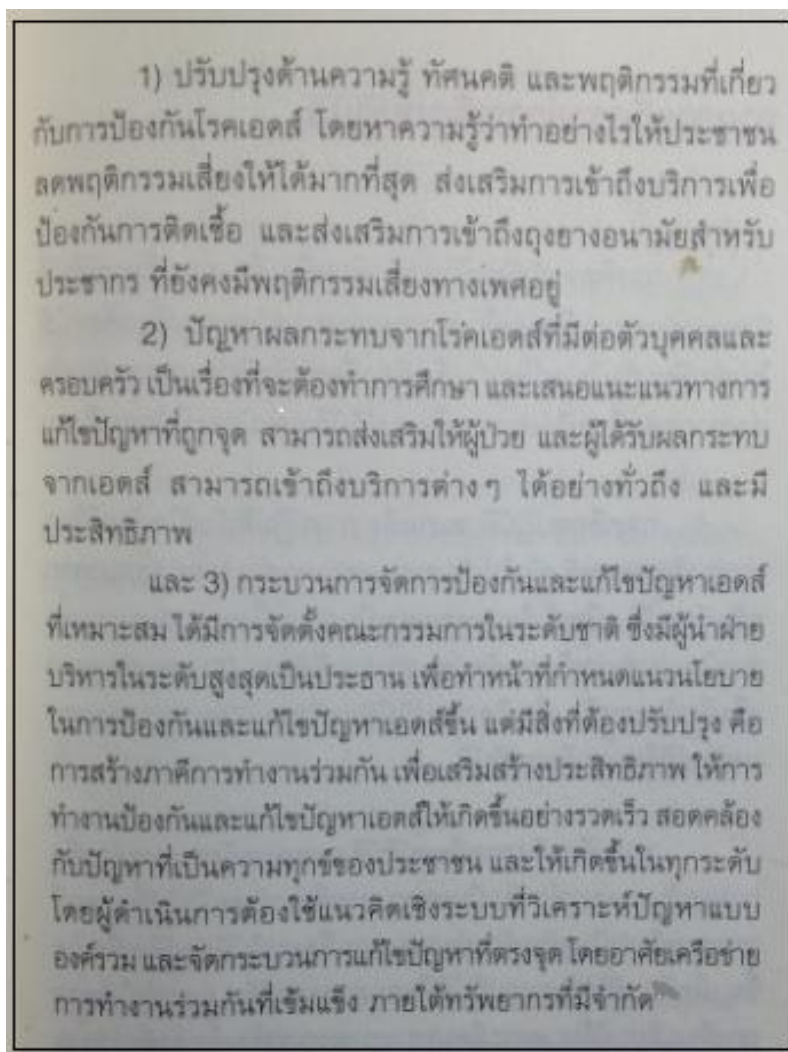 1) ปรับปรุงด้านความรู้ ทัศนคติ และพฤติกรรมที่เกี่ยว
กับการป้องกันโรคเอดส์ โดยหาความรู้ว่าทำอย่างไรให้ประชาชน
ลดพฤติกรรมเสี่ยงให้ได้มากที่สุด ส่งเสริมการเข้าถึงบริการเพื่อ
ป้องกันการติดเชื้อ และส่งเสริมการเข้าถึงถุงยางอนามัยสำหรับ
ประชากร ที่ยังคงมีพฤติกรรมเสี่ยงทางเพศอยู่
2) ปัญหาผลกระทบจากโรคเอดส์ที่มีต่อตัวบุคคลและ
ครอบครัว เป็นเรื่องที่จะต้องทำการศึกษา และเสนอแนะแนวทางการ
แก้ไขปัญหาที่ถูกจุด สามารถส่งเสริมให้ผู้ป่วย และผู้ได้รับผลกระทบ
จากเอดส์ สามารถเข้าถึงบริการต่างๆ ได้อย่างทั่วถึง และมี
ประสิทธิภาพ
และ 3) กระบวนการจัดการป้องกันและแก้ไขปัญหาเอดส์
ที่เหมาะสม ได้มีการจัดตั้งคณะกรรมการในระดับชาติ ซึ่งมีผู้นำฝ่าย
บริหารในระดับสูงสุดเป็นประธาน เพื่อทำหน้าที่กำหนดแนวนโยบาย
ในการป้องกันและแก้ไขปัญหาเอดส์ขึ้น แต่มีสิ่งที่ต้องปรับปรุง คือ
การสร้างภาคีการทำงานร่วมกัน เพื่อเสริมสร้างประสิทธิภาพ ให้การ
ทำงานป้องกันและแก้ไขปัญหาเอดส์ให้เกิดขึ้นอย่างรวดเร็ว สอดคล้อง
กับปัญหาที่เป็นความทุกข์ของประชาชน และให้เกิดขึ้นในทุกระดับ
โดยผู้ดำเนินการต้องใช้แนวคิดเชิงระบบที่วิเคราะห์ปัญหาแบบ
องค์รวม และจัดกระบวนการแก้ไขปัญหาที่ตรงจุด โดยอาศัยเครือข่าย
การทำงานร่วมกันที่เข้มแข็ง ภายใต้ทรัพยากรที่มีจำกัด